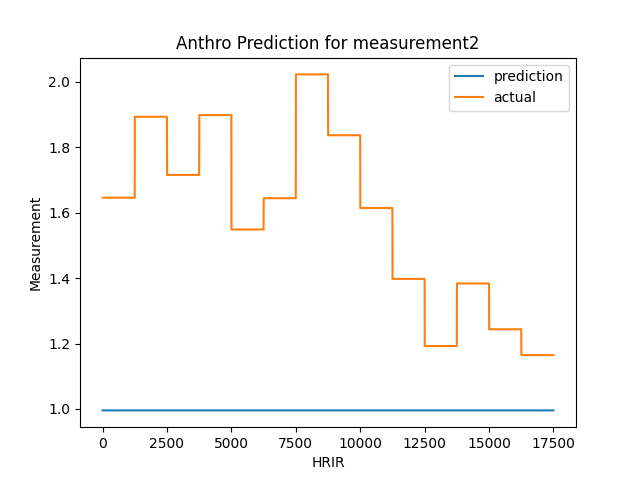 Anthro Prediction for measurement2
prediction
actual
2.0
1.8
1.6
1.4
1.2
1.0
Measurement
0 2500 5000 7500 10000 12500 15000 17500
HRIR